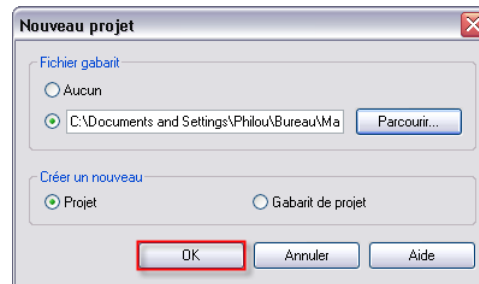 Nouveau projet
Fichier gabarit
Aucun
C:\Documents and Settings\Philou\Bureau\Ma
Parcourir...
Créer un nouveau
Projet
Gabarit de projet
OK
Annuler
Aide